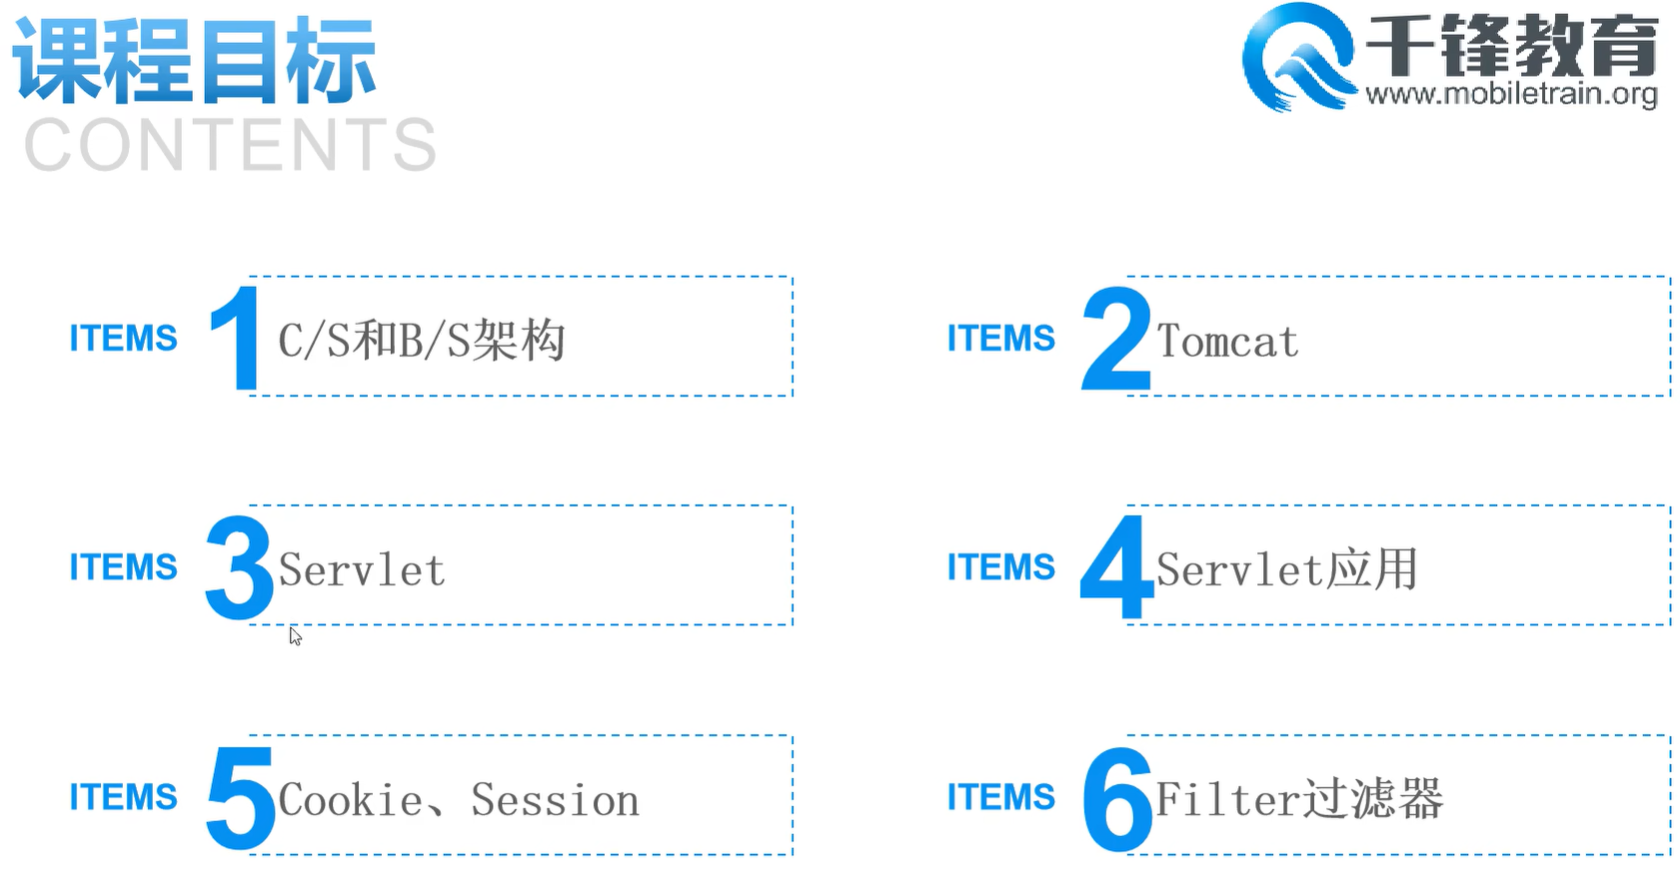 课程目标
CONTENTS
千锋教育
www.mobiletrain.org
ITEMS 1 C/S和B/S架构
ITEMS 2 Tomcat
ITEMS 3 Servlet
ITEMS 4 Servlet应用
ITEMS 5 Cookie、Session
ITEMS 6 Filter过滤器